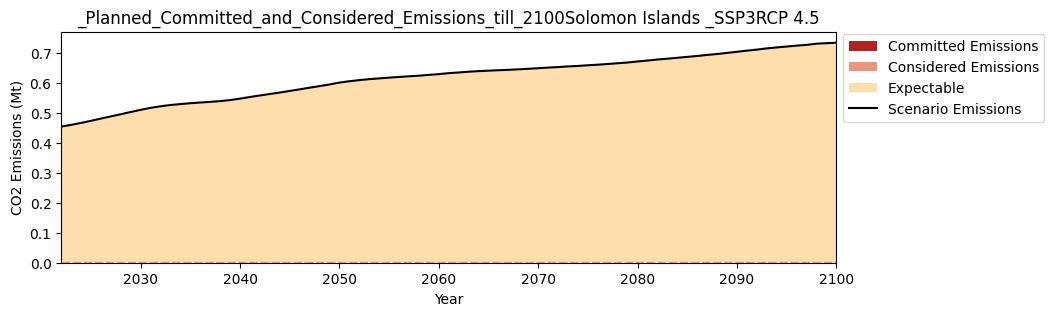 _Planned_Committed_and_Considered_Emissions_till_2100Solomon Islands _SSP3RCP 4.5
CO2 Emissions (Mt)
0.7
0.6
0.5
0.4
0.3
0.2
0.1
0.0
2030 2040 2050 2060 2070 2080 2090 2100
Year
Committed Emissions
Considered Emissions
Expectable
Scenario Emissions